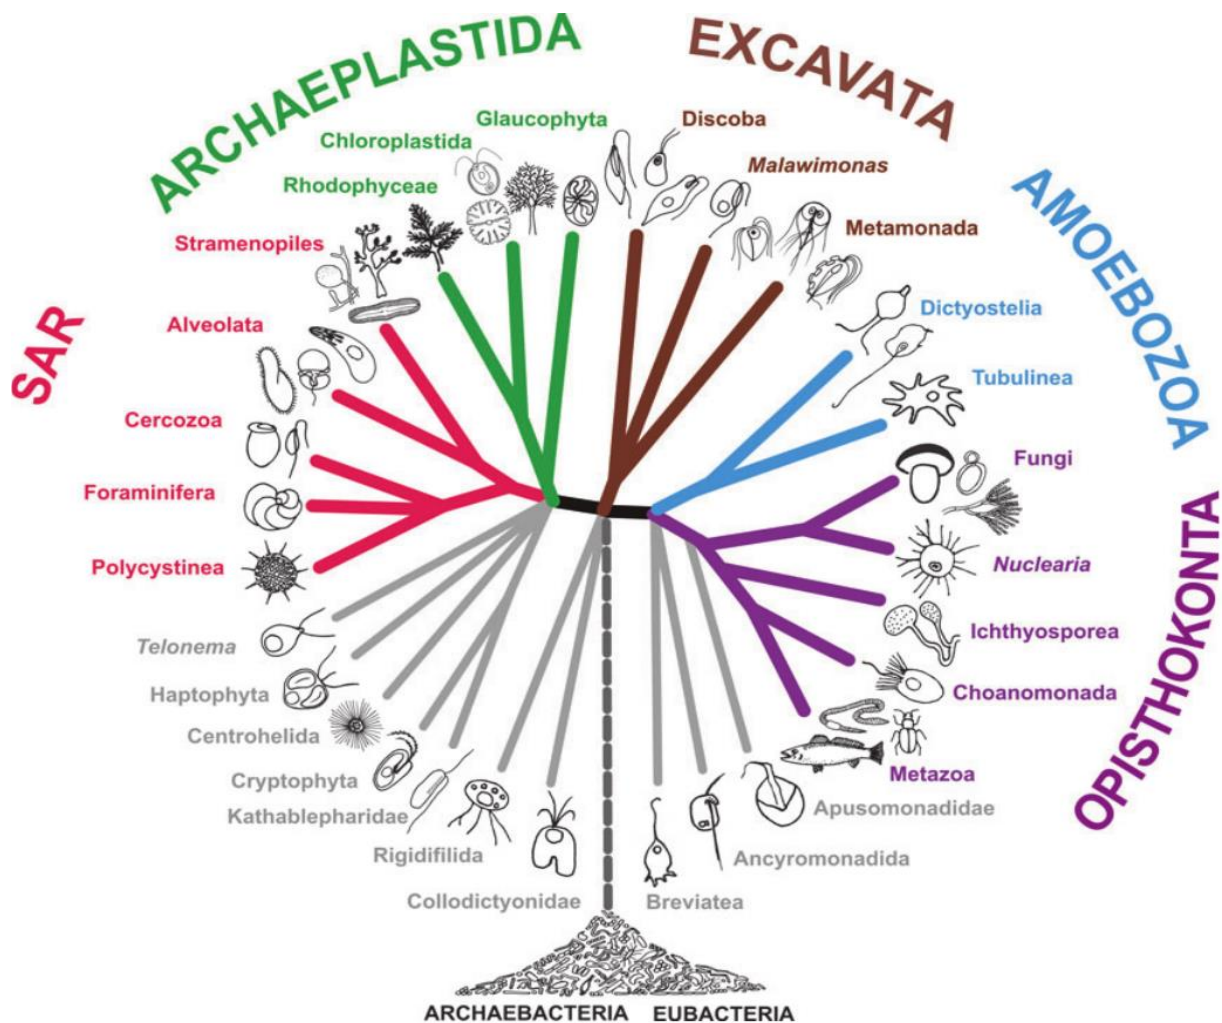 ARCHAEPLASTIDA
EXCAVATA
AMOEBOZOA
OPISTHOKONTA
SAR
Glaucophyta
Chloroplastida
Rhodophyceae
Stramenopiles
Alveolata
Cercozoa
Foraminifera
Polycystinea
Telonema
Haptophyta
Centrohelida
Cryptophyta
Kathablepharidae
Rigidifilida
Collodictyonidae
Discoba
Malawimonas
Metamonada
Dictyostelia
Tubulinea
Fungi
Nuclearia
Ichthyosporea
Choanomonada
Metazoa
Apusomonadidae
Ancyromonadida
Breviatea
ARCHAEBACTERIA EUBACTERIA